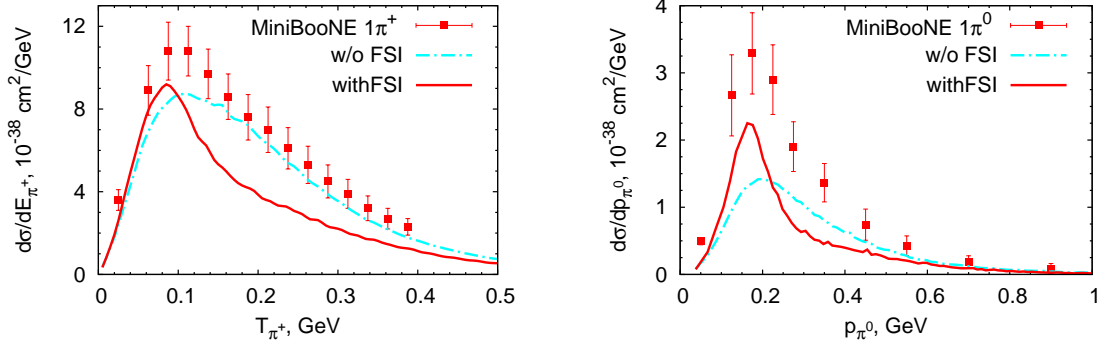 MiniBooNE 1π⁺
w/o FSI
withFSI
dσ/dE_π⁺, 10⁻³⁸ cm²/GeV
12
8
4
0
0 0.1 0.2 0.3 0.4 0.5
T_π⁺, GeV
MiniBooNE 1π⁰
w/o FSI
withFSI
dσ/dp_π⁰, 10⁻³⁸ cm²/GeV
4
3
2
1
0
0 0.2 0.4 0.6 0.8 1
p_π⁰, GeV